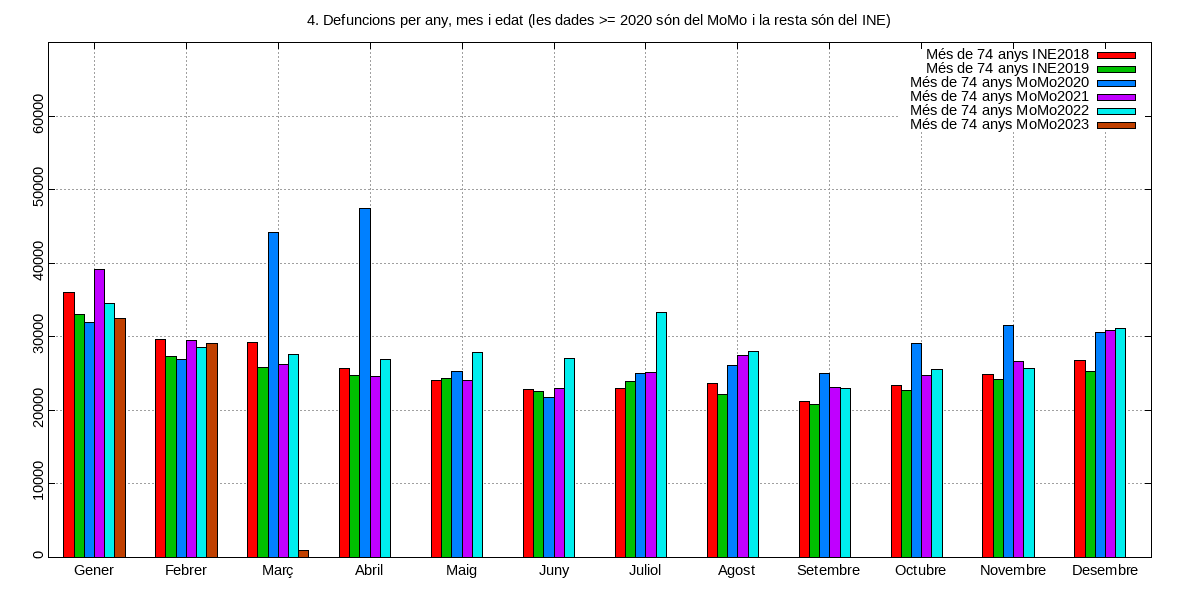 4. Defuncions per any, mes i edat (les dades >= 2020 són del MoMo i la resta són del INE)
Més de 74 anys INE2018
Més de 74 anys INE2019
Més de 74 anys MoMo2020
Més de 74 anys MoMo2021
Més de 74 anys MoMo2022
Més de 74 anys MoMo2023
60000
50000
40000
30000
20000
10000
0
Gener Febrer Març Abril Maig Juny Juliol Agost Setembre Octubre Novembre Desembre